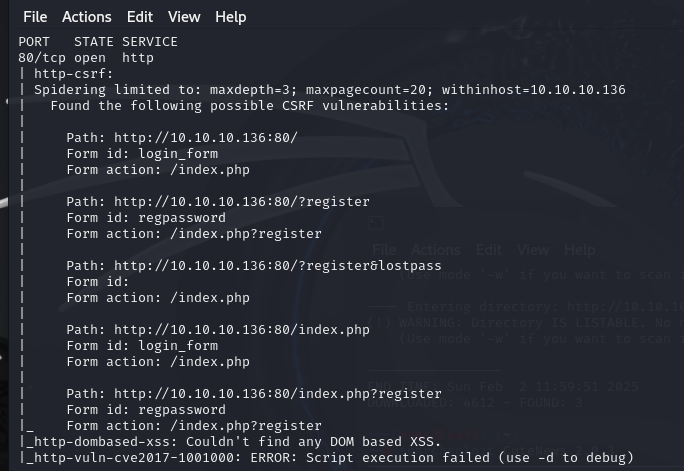 File Actions Edit View Help
PORT   STATE SERVICE
80/tcp open  http
| http-csrf:
| Spidering limited to: maxdepth=3; maxpagecount=20; withinhost=10.10.10.136
|   Found the following possible CSRF vulnerabilities:
|
|     Path: http://10.10.10.136:80/
|     Form id: login_form
|     Form action: /index.php
|
|     Path: http://10.10.10.136:80/?register
|     Form id: regpassword
|     Form action: /index.php?register
|
|     Path: http://10.10.10.136:80/?register&lostpass
|     Form id:
|     Form action: /index.php
|
|     Path: http://10.10.10.136:80/index.php
|     Form id: login_form
|     Form action: /index.php
|
|     Path: http://10.10.10.136:80/index.php?register
|     Form id: regpassword
|_    Form action: /index.php?register
|_http-dombased-xss: Couldn't find any DOM based XSS.
|_http-vuln-cve2017-1001000: ERROR: Script execution failed (use -d to debug)
File Actions Edit View Help
(Use mode '-w' if you want to scan
Entering directory: http://10.10.10
(!) WARNING: Directory IS LISTABLE. No
(Use mode '-w' if you want to scan
END_TIME: Sun Feb  2 11:59:51 2025
DOWNLOADED: 4612 - FOUND: 3